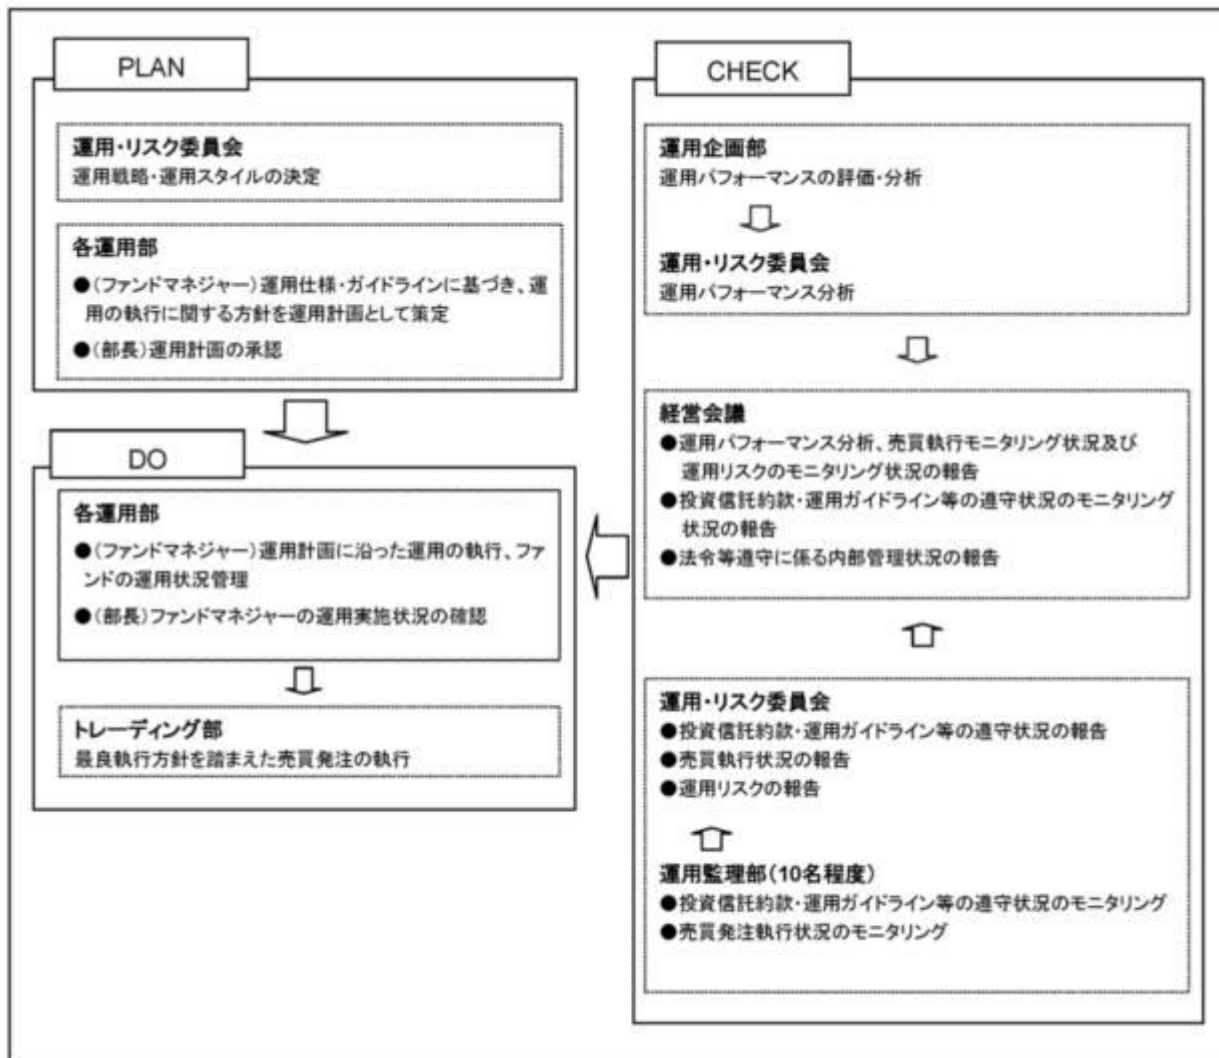 PLAN
運用・リスク委員会
運用戦略・運用スタイルの決定
各運用部
●(ファンドマネジャー)運用仕様・ガイドラインに基づき、運
用の執行に関する方針を運用計画として策定
●(部長)運用計画の承認
DO
各運用部
●(ファンドマネジャー)運用計画に沿った運用の執行、ファ
ンドの運用状況管理
●(部長)ファンドマネジャーの運用実施状況の確認
トレーディング部
最良執行方針を踏まえた売買発注の執行
CHECK
運用企画部
運用パフォーマンスの評価・分析
運用・リスク委員会
運用パフォーマンス分析
経営会議
●運用パフォーマンス分析、売買執行モニタリング状況及び
運用リスクのモニタリング状況の報告
●投資信託約款・運用ガイドライン等の遵守状況のモニタリング
状況の報告
●法令等遵守に係る内部管理状況の報告
運用・リスク委員会
●投資信託約款・運用ガイドライン等の遵守状況の報告
●売買執行状況の報告
●運用リスクの報告
運用監理部(10名程度)
●投資信託約款・運用ガイドライン等の遵守状況のモニタリング
●売買発注執行状況のモニタリング